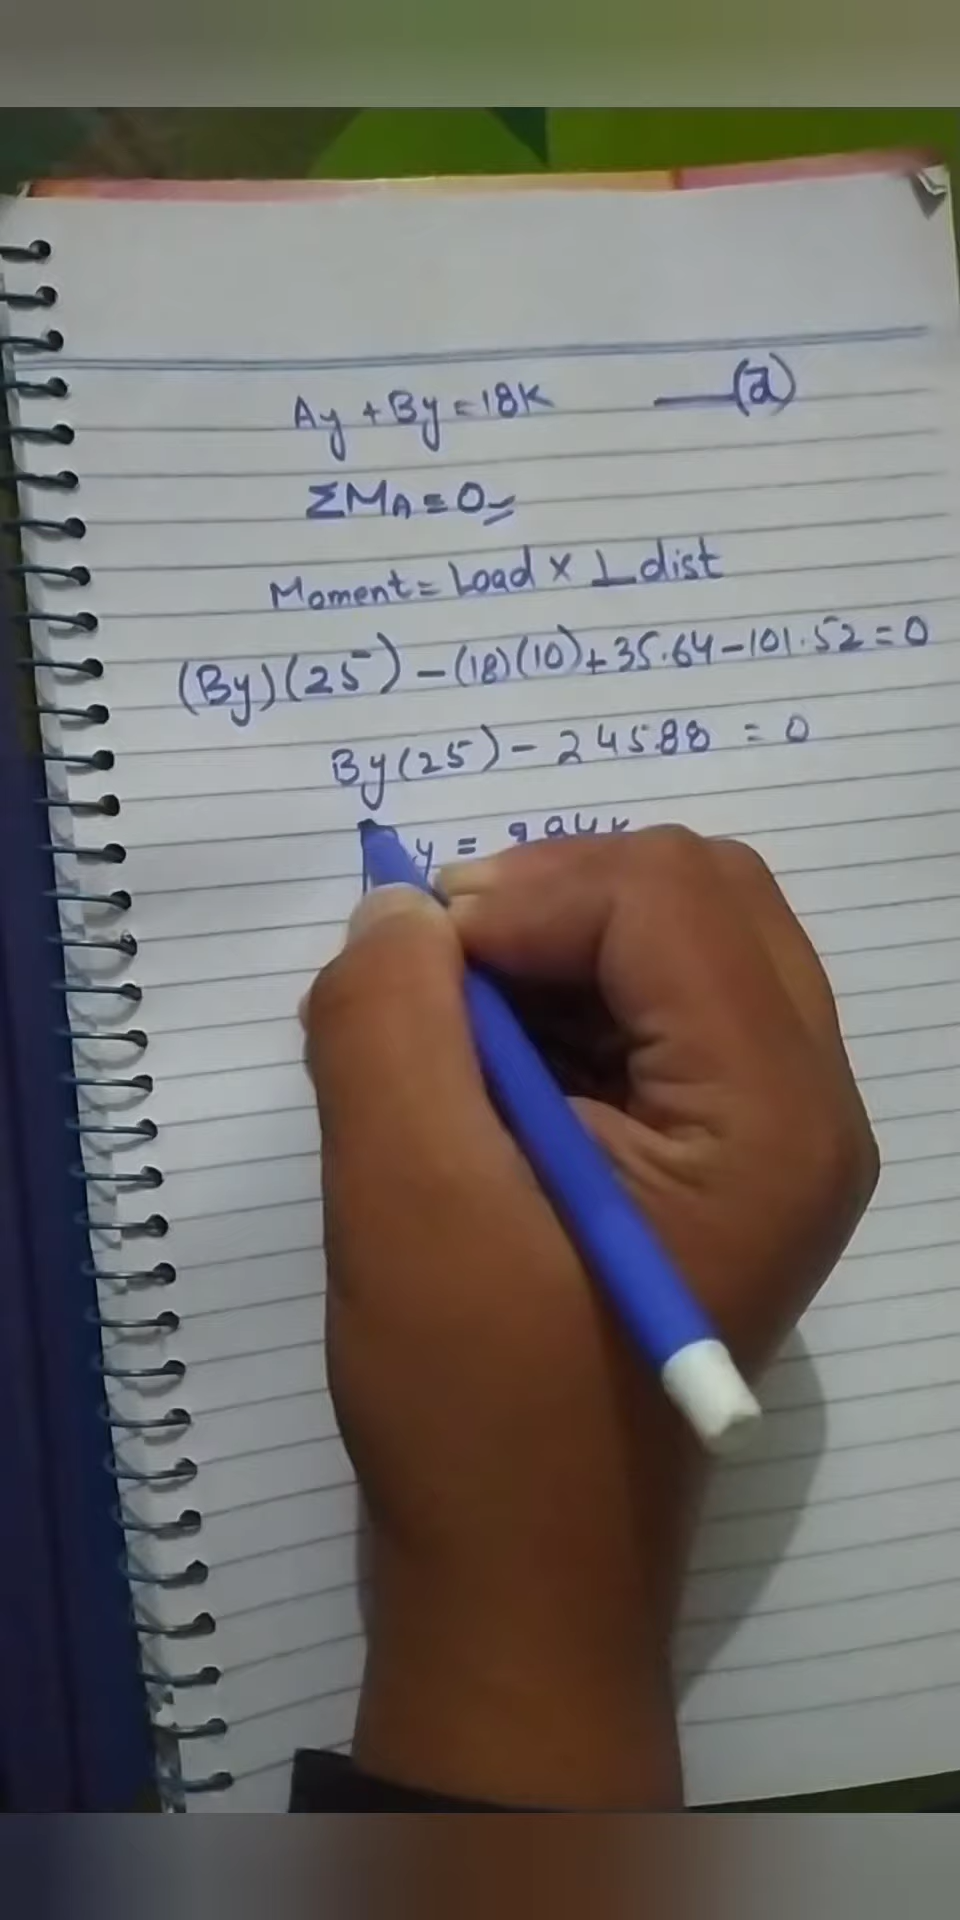 Ay + By = 18K ——(a)
ΣMA = 0
Moment = Load × ⊥ dist
(By)(25) - (18)(10) + 35.64 - 101.52 = 0
By(25) - 245.88 = 0
y =